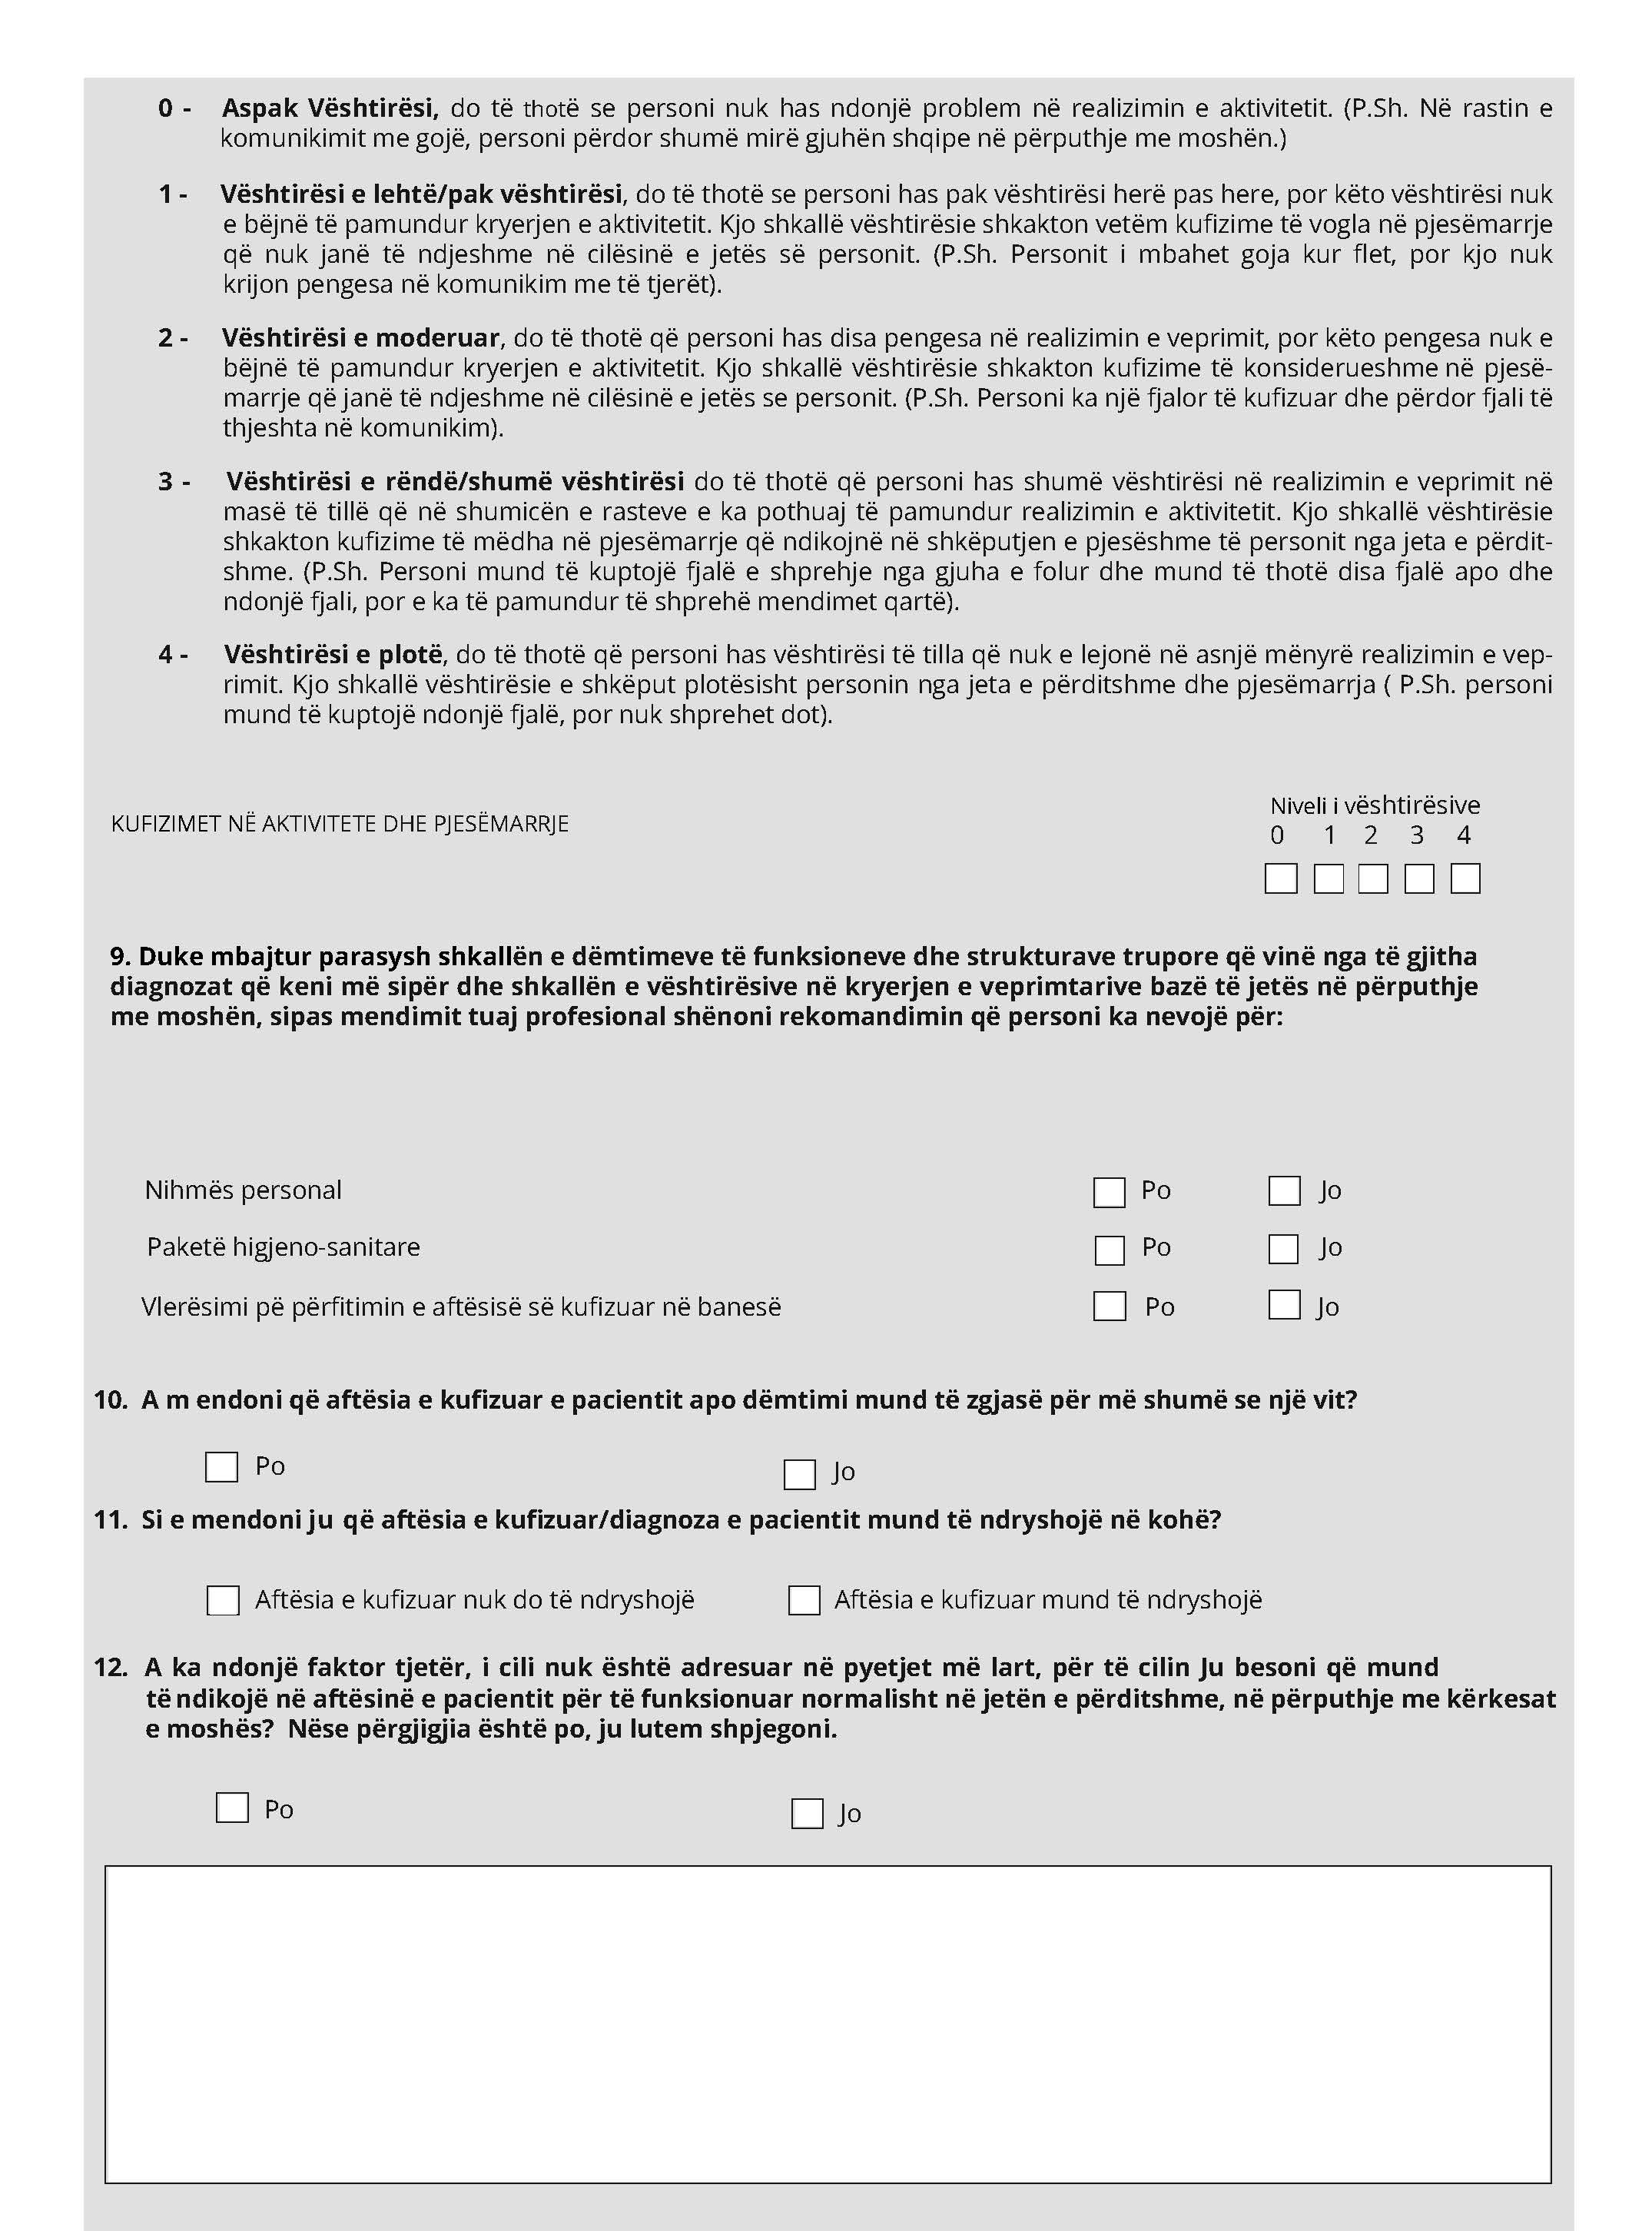 0 - Aspak Vështirësi, do të thotë se personi nuk has ndonjë problem në realizimin e aktivitetit. (P.Sh. Në rastin e
komunikimit me gojë, personi përdor shumë mirë gjuhën shqipe në përputhje me moshën.)
1 - Vështirësi e lehtë/pak vështirësi, do të thotë se personi has pak vështirësi herë pas here, por këto vështirësi nuk
e bëjnë të pamundur kryerjen e aktivitetit. Kjo shkallë vështirësie shkakton vetëm kufizime të vogla në pjesëmarrje
që nuk janë të ndjeshme në cilësinë e jetës së personit. (P.Sh. Personit i mbahet goja kur flet, por kjo nuk
krijon pengesa në komunikim me të tjerët).
2 - Vështirësi e moderuar, do të thotë që personi has disa pengesa në realizimin e veprimit, por këto pengesa nuk e
bëjnë të pamundur kryerjen e aktivitetit. Kjo shkallë vështirësie shkakton kufizime të konsiderueshme në pjesë-
marrje që janë të ndjeshme në cilësinë e jetës se personit. (P.Sh. Personi ka një fjalor të kufizuar dhe përdor fjali të
thjeshta në komunikim).
3 - Vështirësi e rëndë/shumë vështirësi do të thotë që personi has shumë vështirësi në realizimin e veprimit në
masë të tillë që në shumicën e rasteve e ka pothuaj të pamundur realizimin e aktivitetit. Kjo shkallë vështirësie
shkakton kufizime të mëdha në pjesëmarrje që ndikojnë në shkëputjen e pjesëshme të personit nga jeta e përdit-
shme. (P.Sh. Personi mund të kuptojë fjalë e shprehje nga gjuha e folur dhe mund të thotë disa fjalë apo dhe
ndonjë fjali, por e ka të pamundur të shprehë mendimet qartë).
4 - Vështirësi e plotë, do të thotë që personi has vështirësi të tilla që nuk e lejonë në asnjë mënyrë realizimin e vep-
rimit. Kjo shkallë vështirësie e shkëput plotësisht personin nga jeta e përditshme dhe pjesëmarrja ( P.Sh. personi
mund të kuptojë ndonjë fjalë, por nuk shprehet dot).
Niveli i vështirësive
KUFIZIMET NË AKTIVITETE DHE PJESËMARRJE
0 1 2 3 4
9. Duke mbajtur parasysh shkallën e dëmtimeve të funksioneve dhe strukturave trupore që vinë nga të gjitha
diagnozat që keni më sipër dhe shkallën e vështirësive në kryerjen e veprimtarive bazë të jetës në përputhje
me moshën, sipas mendimit tuaj profesional shënoni rekomandimin që personi ka nevojë për:
Nihmës personal Po Jo
Paketë higjeno-sanitare Po Jo
Vlerësimi pë përfitimin e aftësisë së kufizuar në banesë Po Jo
10. A m endoni që aftësia e kufizuar e pacientit apo dëmtimi mund të zgjasë për më shumë se një vit?
Po Jo
11. Si e mendoni ju që aftësia e kufizuar/diagnoza e pacientit mund të ndryshojë në kohë?
Aftësia e kufizuar nuk do të ndryshojë Aftësia e kufizuar mund të ndryshojë
12. A ka ndonjë faktor tjetër, i cili nuk është adresuar në pyetjet më lart, për të cilin Ju besoni që mund
të ndikojë në aftësinë e pacientit për të funksionuar normalisht në jetën e përditshme, në përputhje me kërkesat
e moshës? Nëse përgjigjia është po, ju lutem shpjegoni.
Po Jo